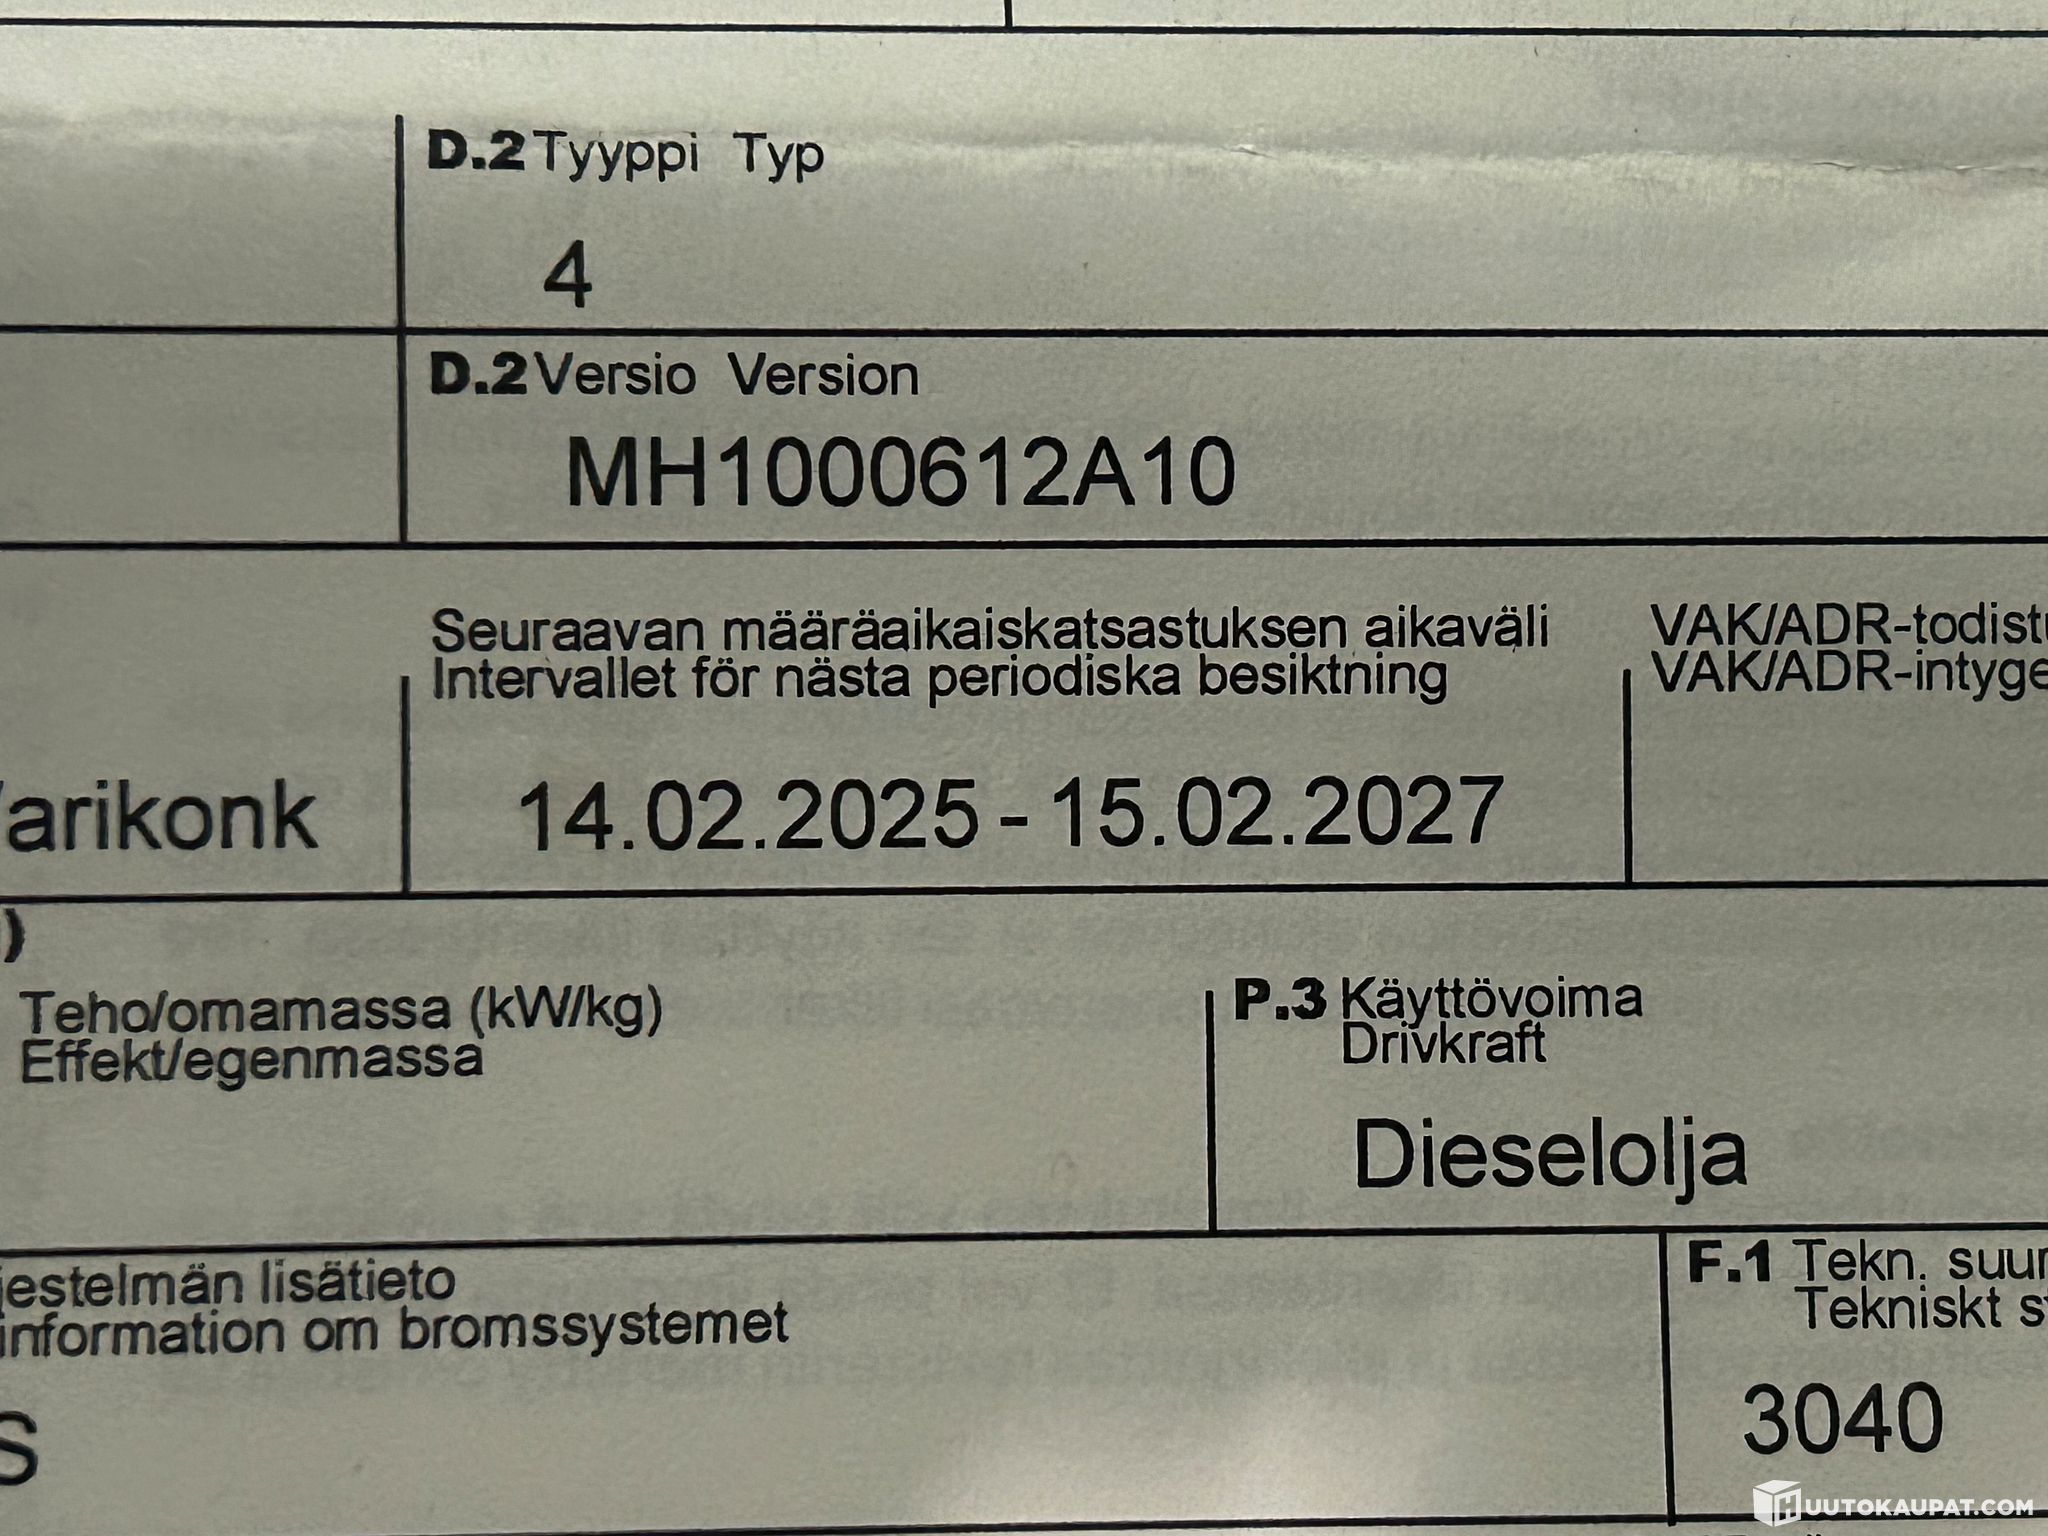 D.2 Tyyppi Typ
4
D.2 Versio Version
MH1000612A10
Seuraavan määräaikaiskatsastuksen aikaväli
Intervallet för nästa periodiska besiktning
VAK/ADR-todistu
VAK/ADR-intyge
arikonk
14.02.2025 - 15.02.2027
)
Teho/omamassa (kW/kg)
Effekt/egenmassa
P.3 Käyttövoima
Drivkraft
Dieselolja
jestelmän lisätieto
information om bromssystemet
S
F.1 Tekn. suur
Tekniskt s
3040
HUUTOKAUPAT.COM